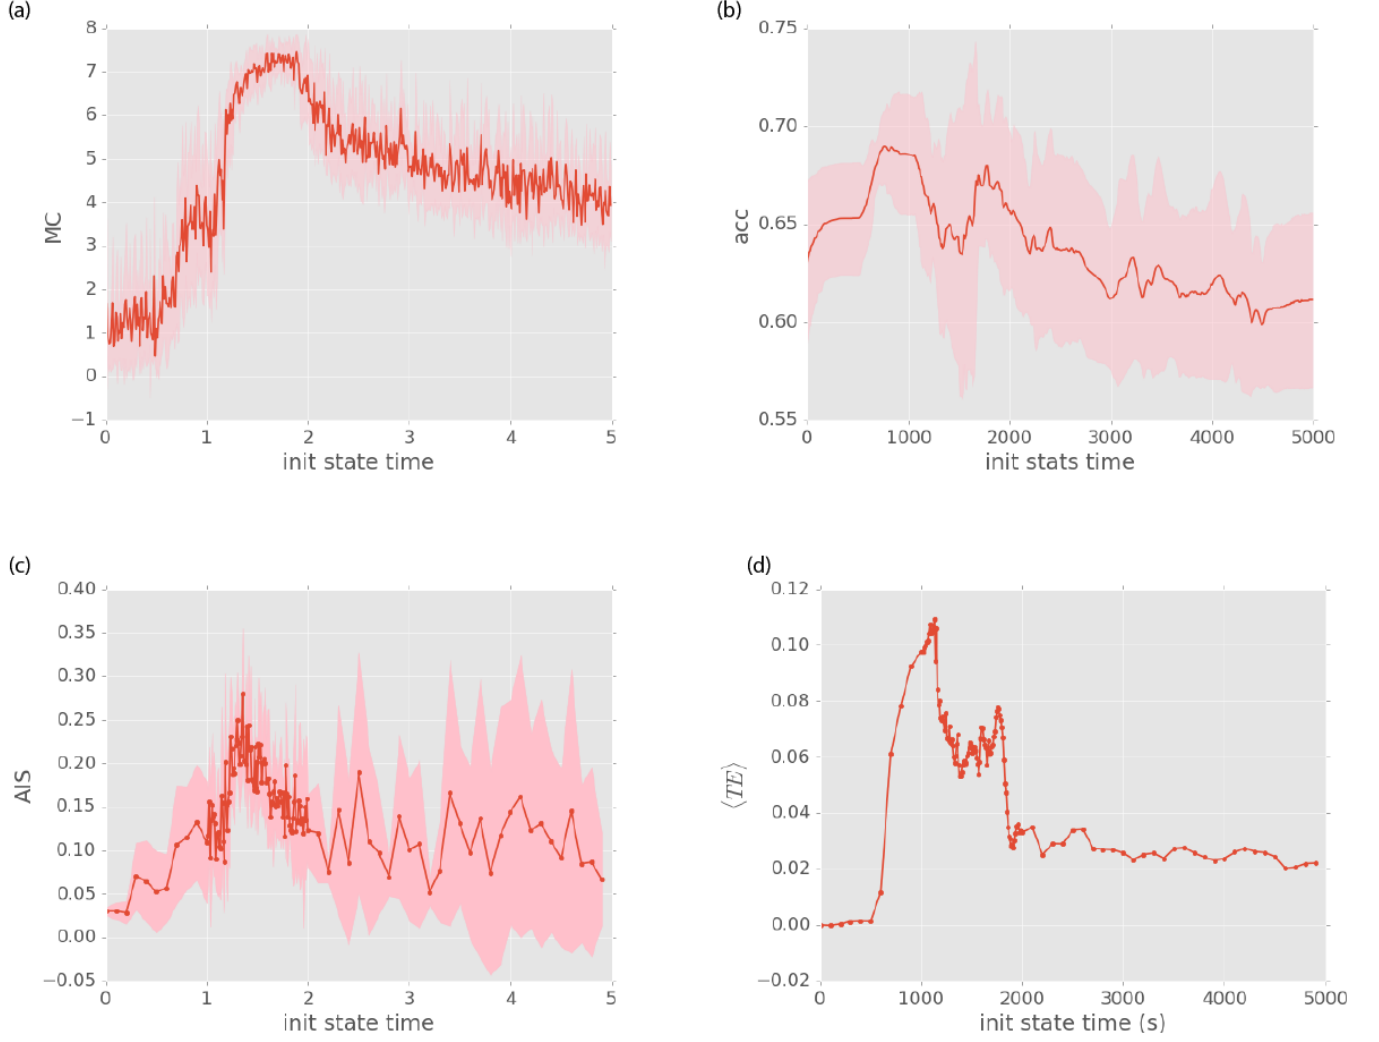 (a)
8
7
6
5
4
3
2
1
0
−1
MC
0 1 2 3 4 5
init state time
(b)
0.75
0.70
0.65
0.60
0.55
acc
0 1000 2000 3000 4000 5000
init stats time
(c)
0.40
0.35
0.30
0.25
0.20
0.15
0.10
0.05
0.00
−0.05
AIS
0 1 2 3 4 5
init state time
(d)
0.12
0.10
0.08
0.06
0.04
0.02
0.00
−0.02
⟨TE⟩
0 1000 2000 3000 4000 5000
init state time (s)